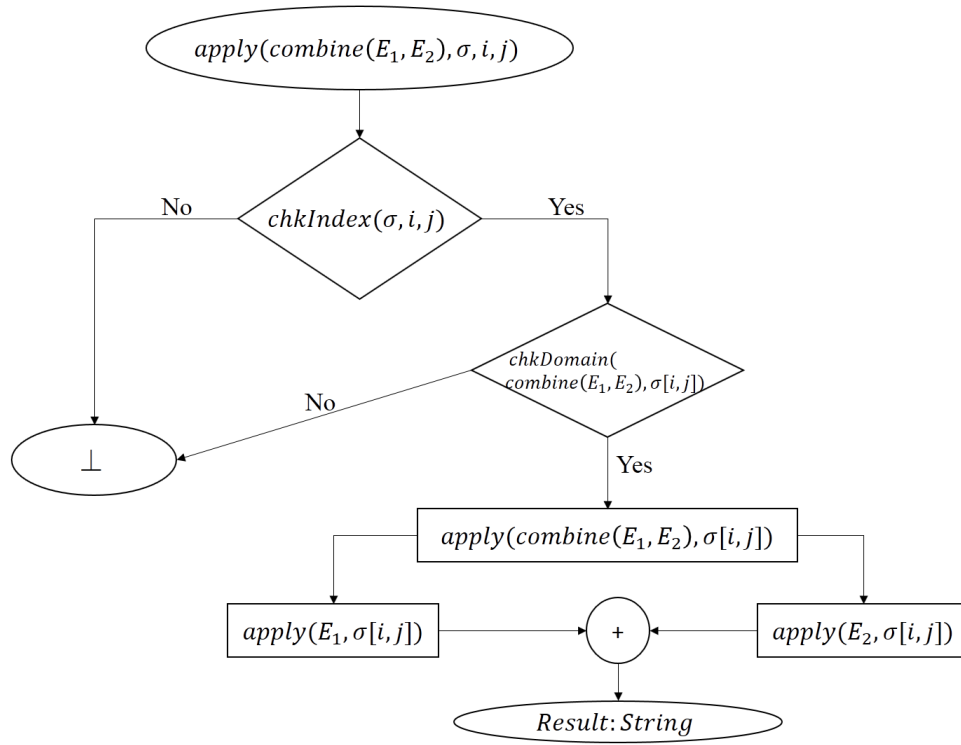 apply(combine(E₁, E₂), σ, i, j)
No
chkIndex(σ, i, j)
Yes
chkDomain(
combine(E₁, E₂), σ[i, j])
No
⊥
Yes
apply(combine(E₁, E₂), σ[i, j])
apply(E₁, σ[i, j])
+
apply(E₂, σ[i, j])
Result: String